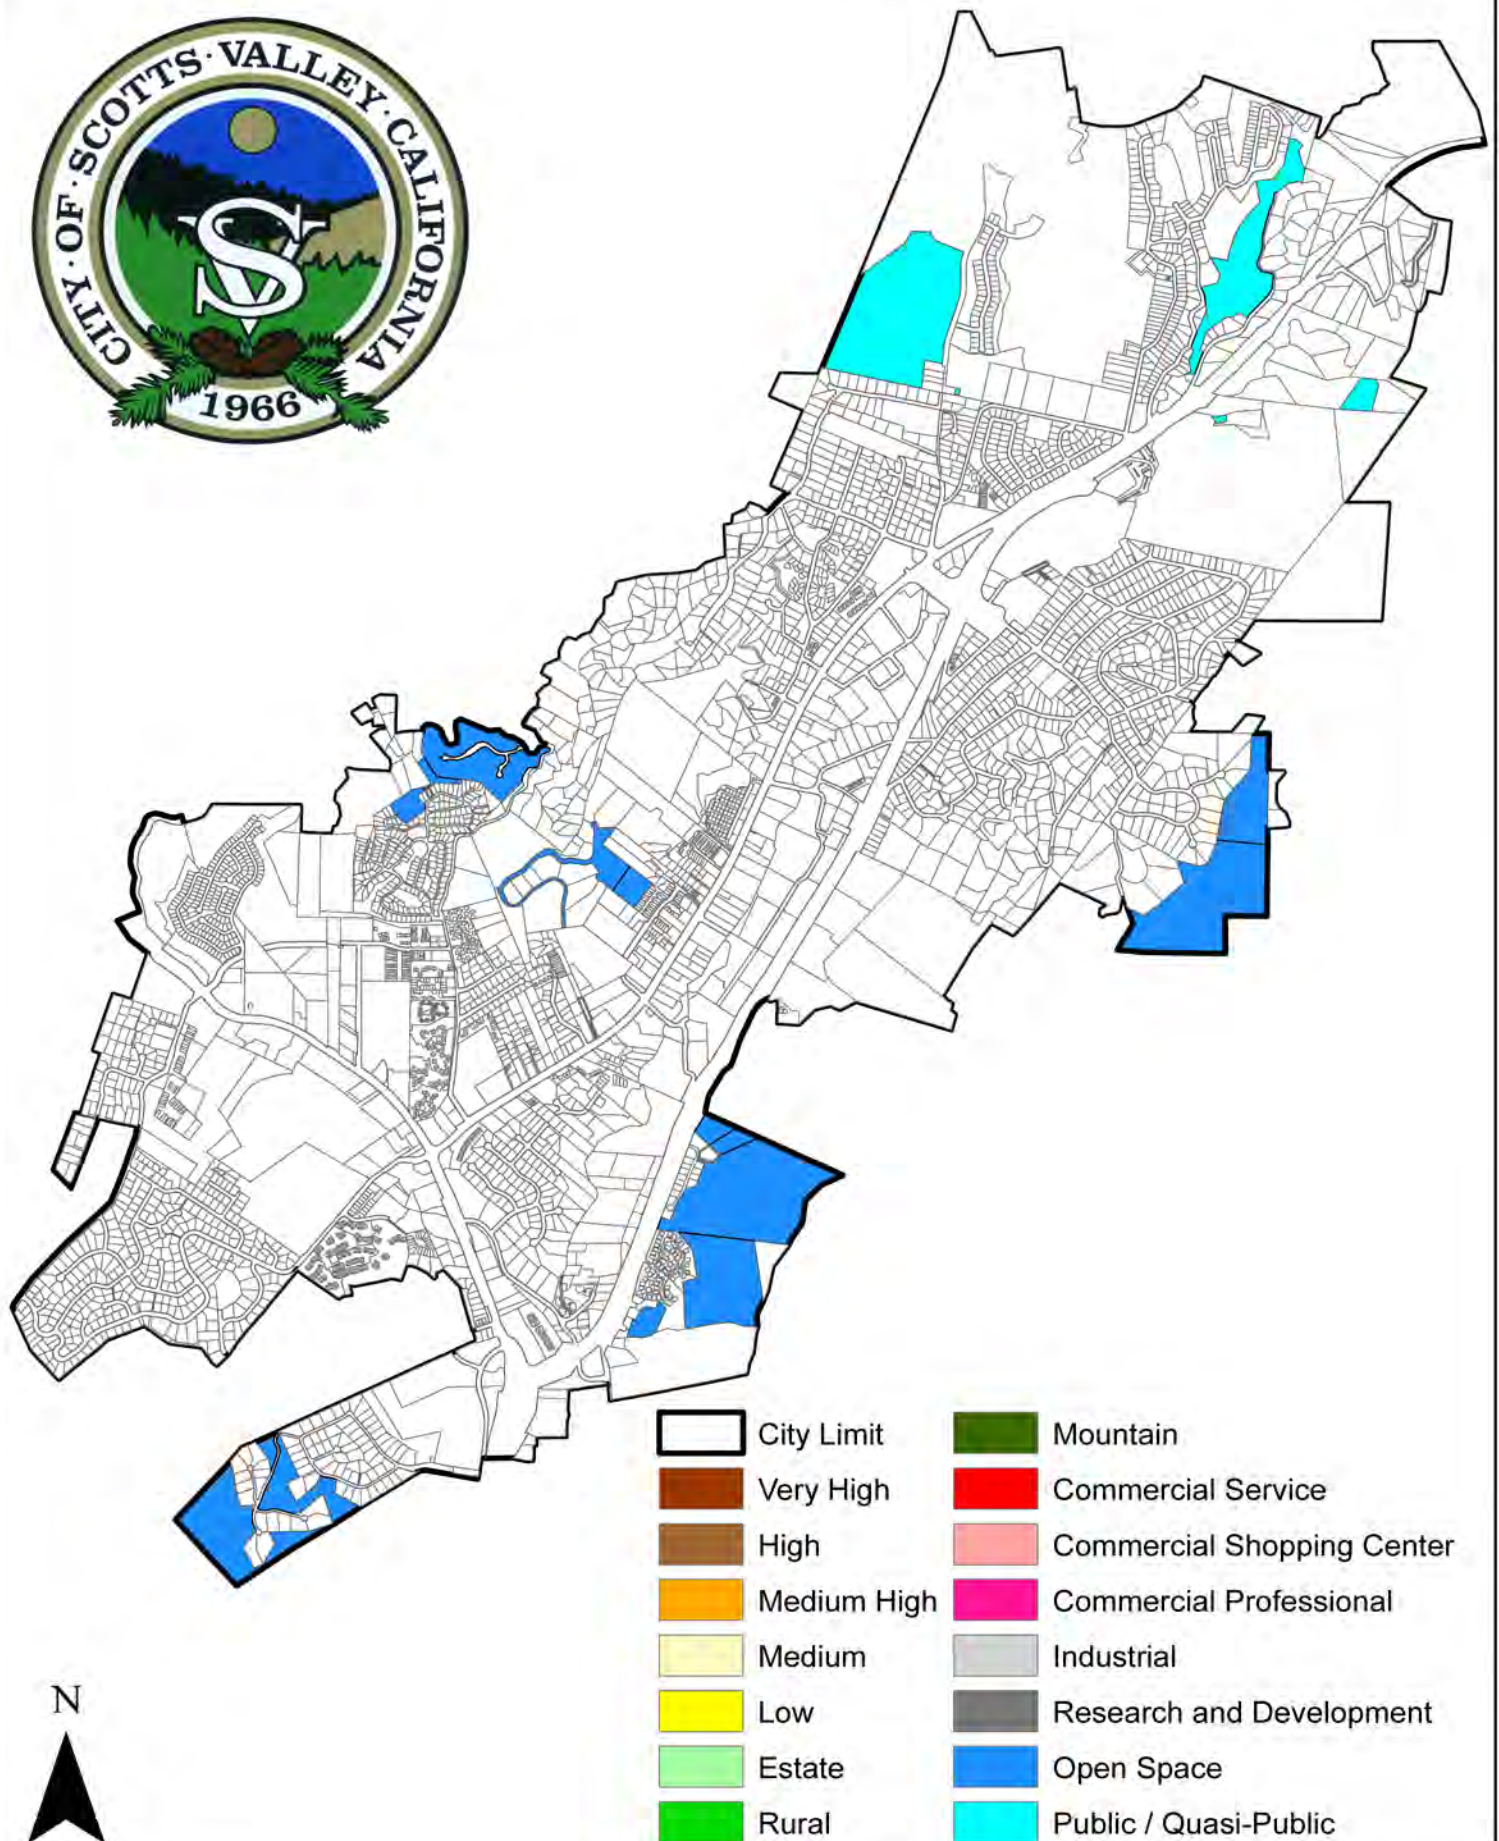 CITY · OF · SCOTTS · VALLEY · CALIFORNIA
SV
1966
City Limit
Very High
High
Medium High
Medium
Low
Estate
Rural
Mountain
Commercial Service
Commercial Shopping Center
Commercial Professional
Industrial
Research and Development
Open Space
Public / Quasi-Public
N